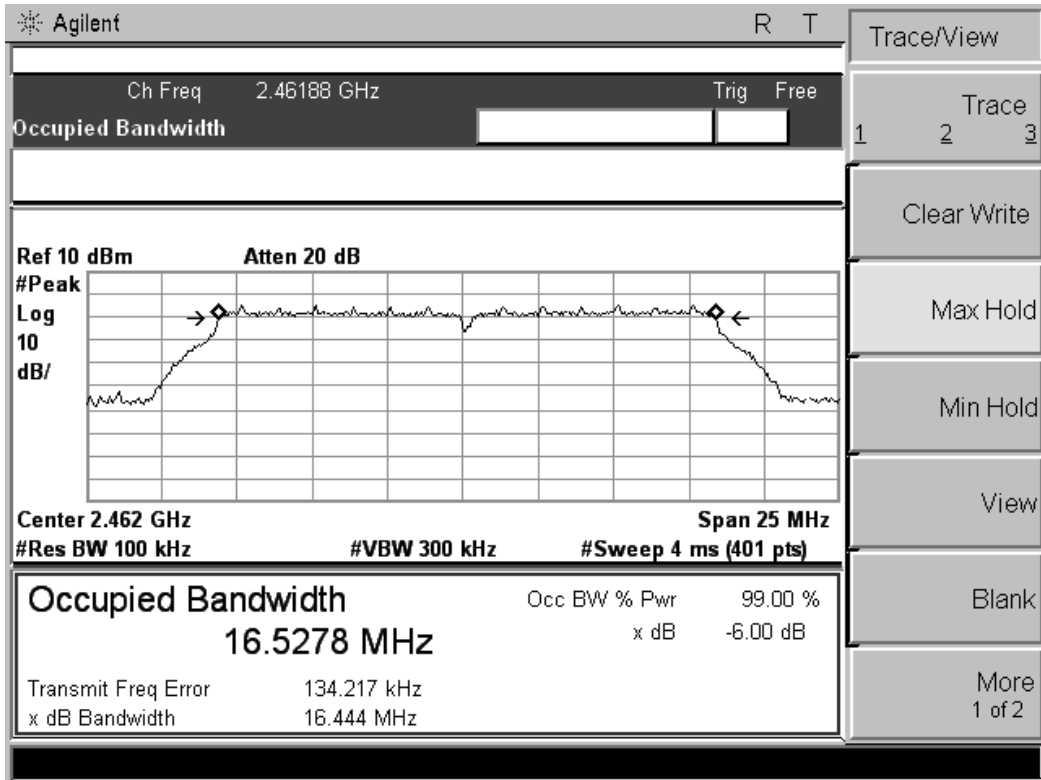 Agilent R T
Trace/View
Ch Freq 2.46188 GHz Trig Free
Occupied Bandwidth
Trace
1 2 3
Clear Write
Max Hold
Min Hold
View
Blank
More
1 of 2
Ref 10 dBm Atten 20 dB
#Peak
Log
10
dB/
Center 2.462 GHz Span 25 MHz
#Res BW 100 kHz #VBW 300 kHz #Sweep 4 ms (401 pts)
Occupied Bandwidth
16.5278 MHz
Occ BW % Pwr 99.00 %
x dB -6.00 dB
Transmit Freq Error 134.217 kHz
x dB Bandwidth 16.444 MHz